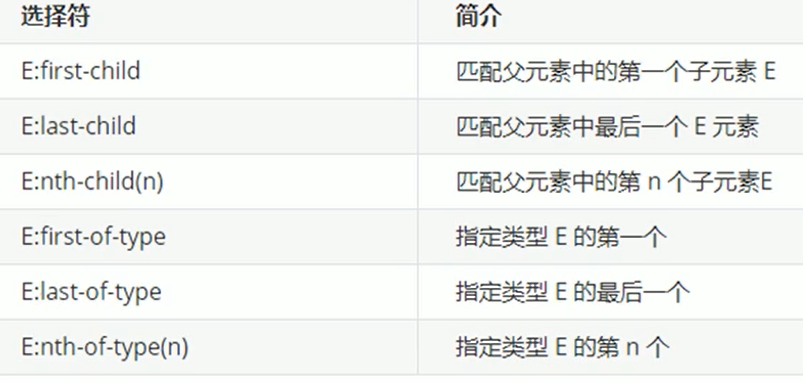 选择符 简介
E:first-child 匹配父元素中的第一个子元素 E
E:last-child 匹配父元素中最后一个 E 元素
E:nth-child(n) 匹配父元素中的第 n 个子元素E
E:first-of-type 指定类型 E 的第一个
E:last-of-type 指定类型 E 的最后一个
E:nth-of-type(n) 指定类型 E 的第 n 个